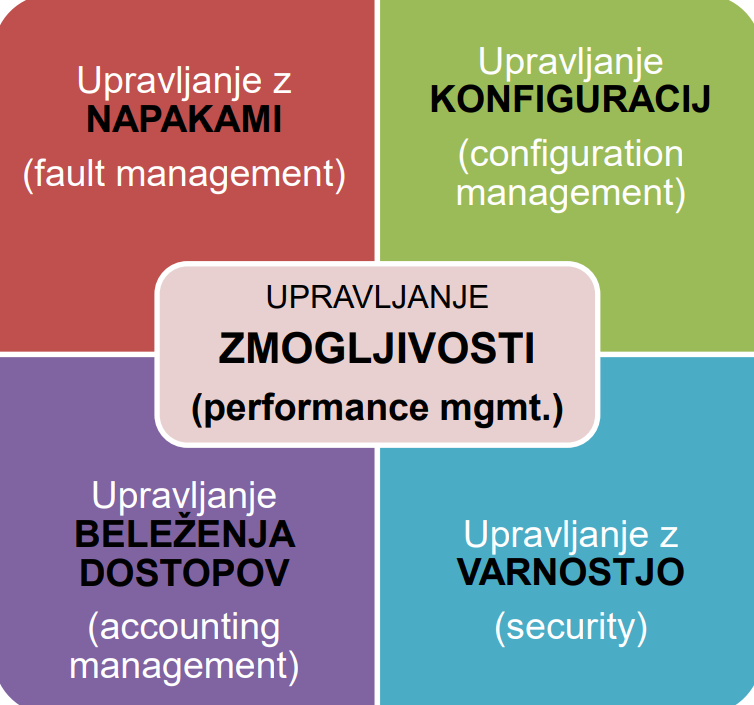 Upravljanje z
NAPAKAMI
(fault management)
Upravljanje
KONFIGURACIJ
(configuration
management)
UPRAVLJANJE
ZMOGLJIVOSTI
(performance mgmt.)
Upravljanje
BELEŽENJA
DOSTOPOV
(accounting
management)
Upravljanje z
VARNOSTJO
(security)